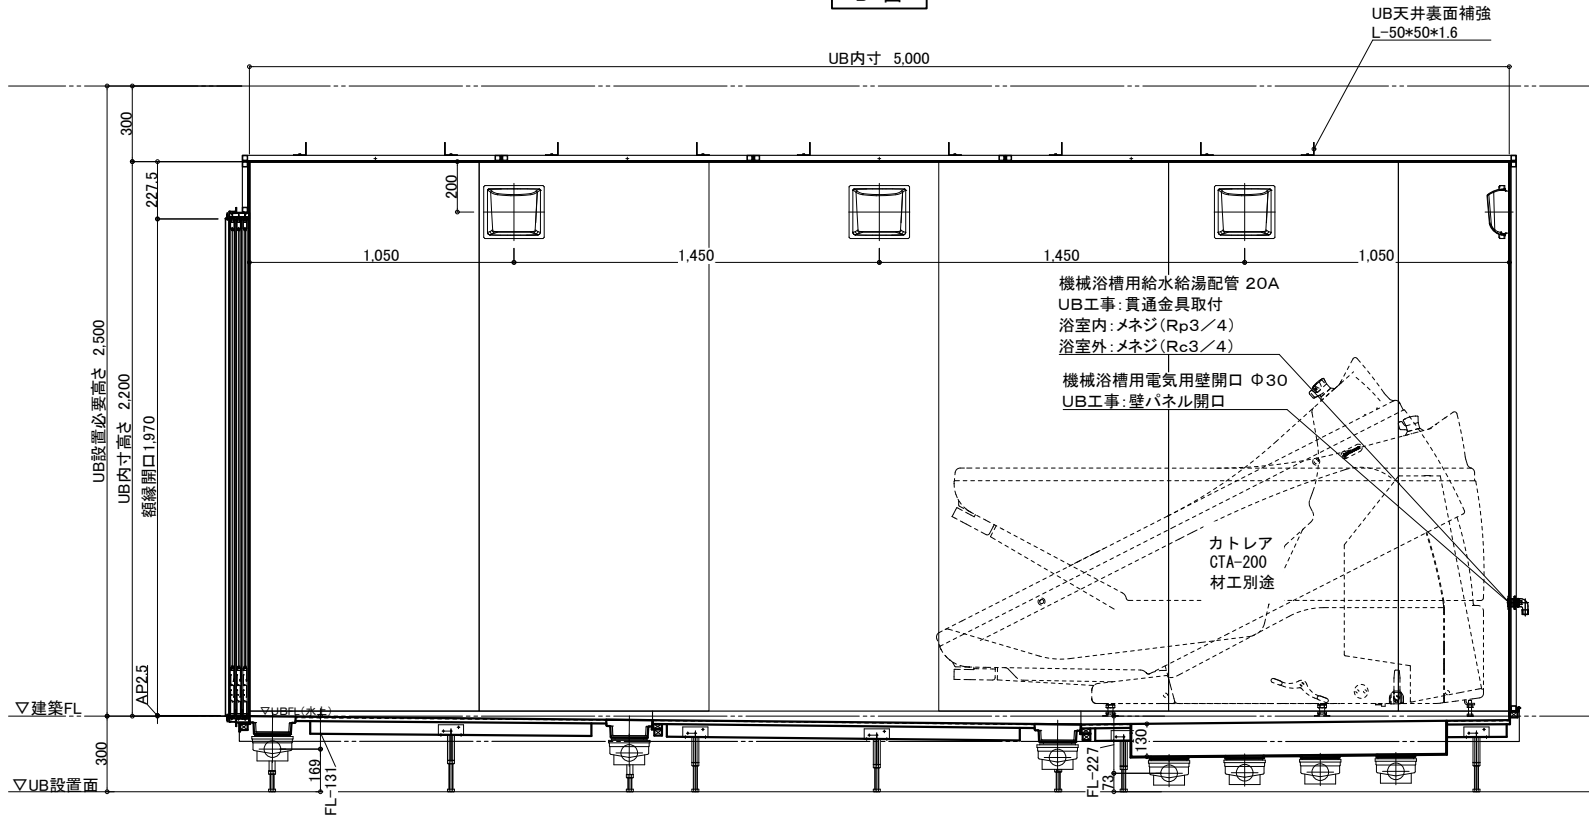 UB天井裏面補強
L-50*50*1.6
UB内寸 5,000
300
227.5
200
1,050
1,450
1,450
1,050
機械浴槽用給水給湯配管 20A
UB工事:貫通金具取付
浴室内:メネジ(Rp3/4)
浴室外:メネジ(Rc3/4)
機械浴槽用電気用壁開口 Φ30
UB工事:壁パネル開口
UB設置必要高さ 2,500
UB内寸高さ 2,200
額縁開口1,970
カトレア
CTA-200
材工別途
AP2.5
▽建築FL
▽UBFL(水上)
300
169
FL-131
FL-227
73
130
▽UB設置面